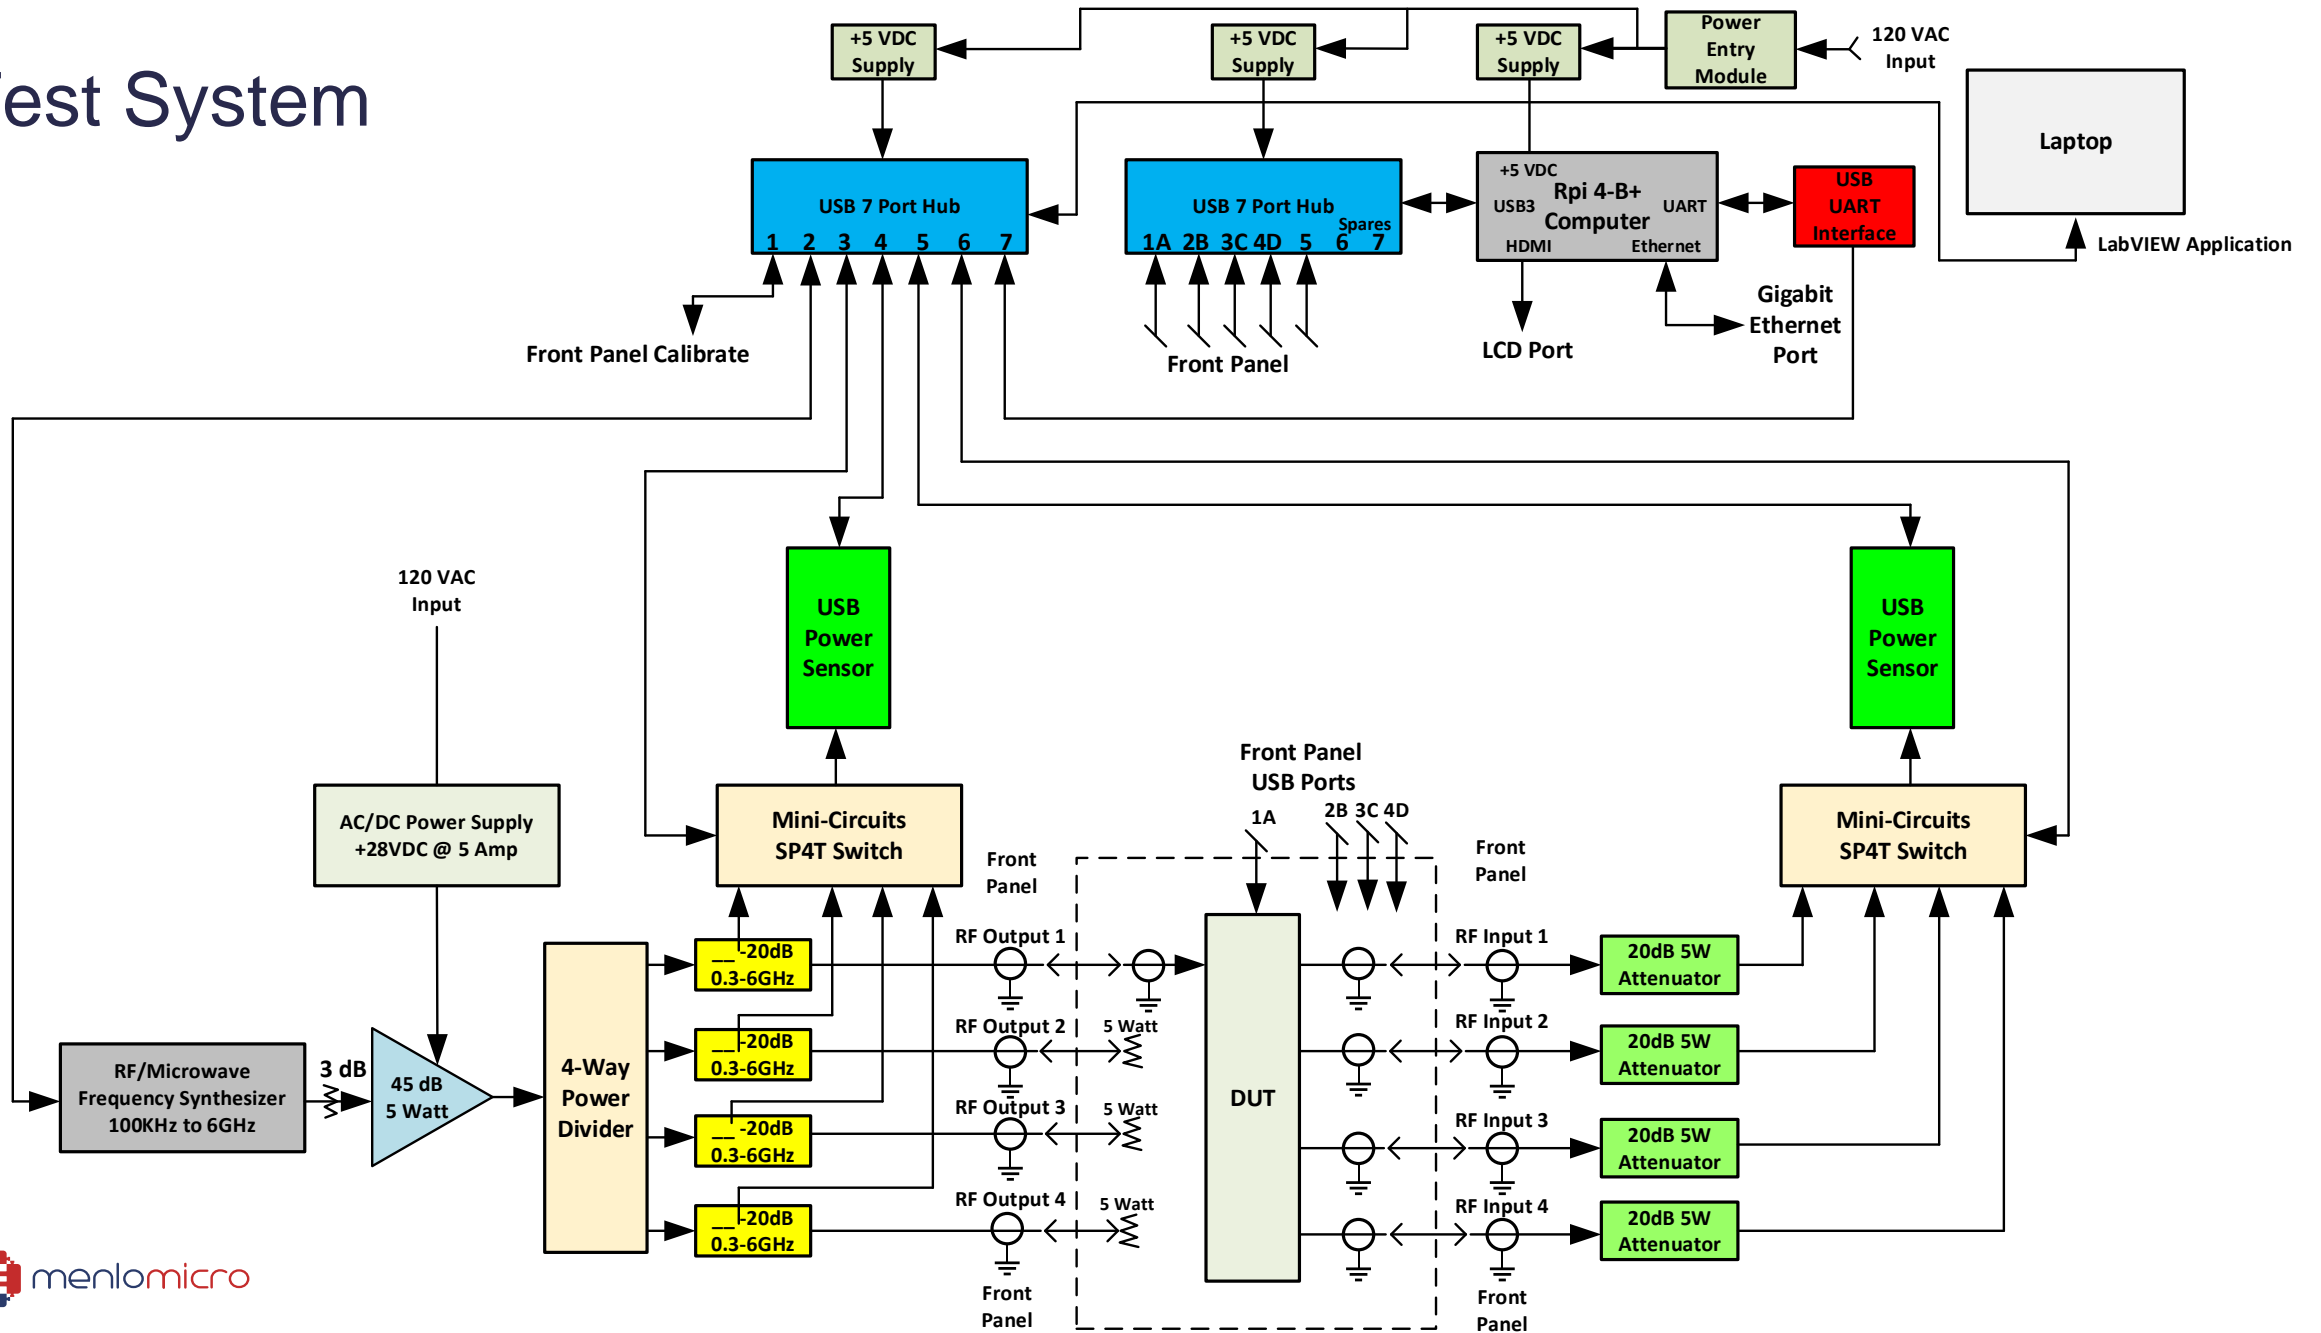 est System
+5 VDC
Supply
+5 VDC
Supply
+5 VDC
Supply
Power
Entry
Module
120 VAC
Input
Laptop
LabVIEW Application
USB 7 Port Hub
1 2 3 4 5 6 7
USB 7 Port Hub
Spares
1A 2B 3C 4D 5 6 7
+5 VDC
Rpi 4-B+
Computer
USB3
UART
HDMI
Ethernet
USB
UART
Interface
Front Panel Calibrate
Front Panel
LCD Port
Gigabit
Ethernet
Port
120 VAC
Input
USB
Power
Sensor
USB
Power
Sensor
AC/DC Power Supply
+28VDC @ 5 Amp
Mini-Circuits
SP4T Switch
Front Panel
USB Ports
1A
2B 3C 4D
Mini-Circuits
SP4T Switch
Front
Panel
Front
Panel
RF/Microwave
Frequency Synthesizer
100KHz to 6GHz
3 dB
45 dB
5 Watt
4-Way
Power
Divider
__ -20dB
0.3-6GHz
__ -20dB
0.3-6GHz
__ -20dB
0.3-6GHz
__ -20dB
0.3-6GHz
RF Output 1
RF Output 2
RF Output 3
RF Output 4
5 Watt
5 Watt
5 Watt
DUT
RF Input 1
RF Input 2
RF Input 3
RF Input 4
20dB 5W
Attenuator
20dB 5W
Attenuator
20dB 5W
Attenuator
20dB 5W
Attenuator
Front
Panel
Front
Panel
menlomicro